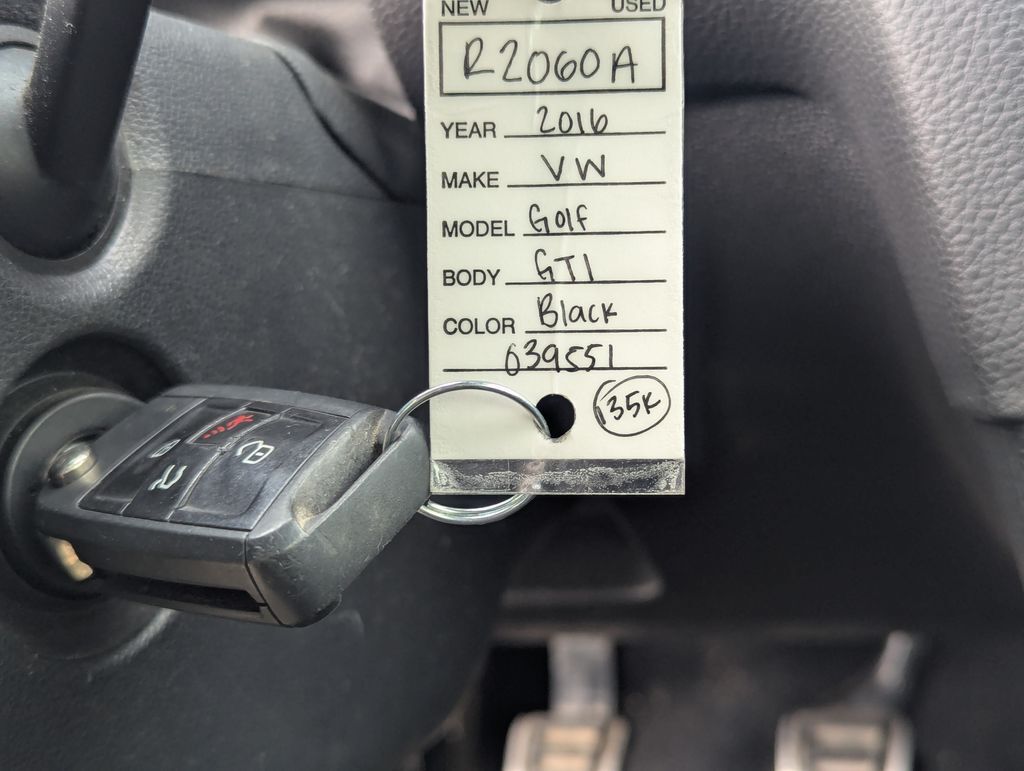 NEW USED
R2060A
YEAR 2016
MAKE VW
MODEL Golf
BODY GTI
COLOR Black
039551
135K